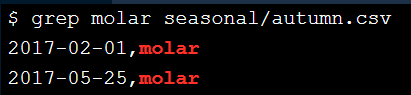 $ grep molar seasonal/autumn.csv
2017-02-01,molar
2017-05-25,molar